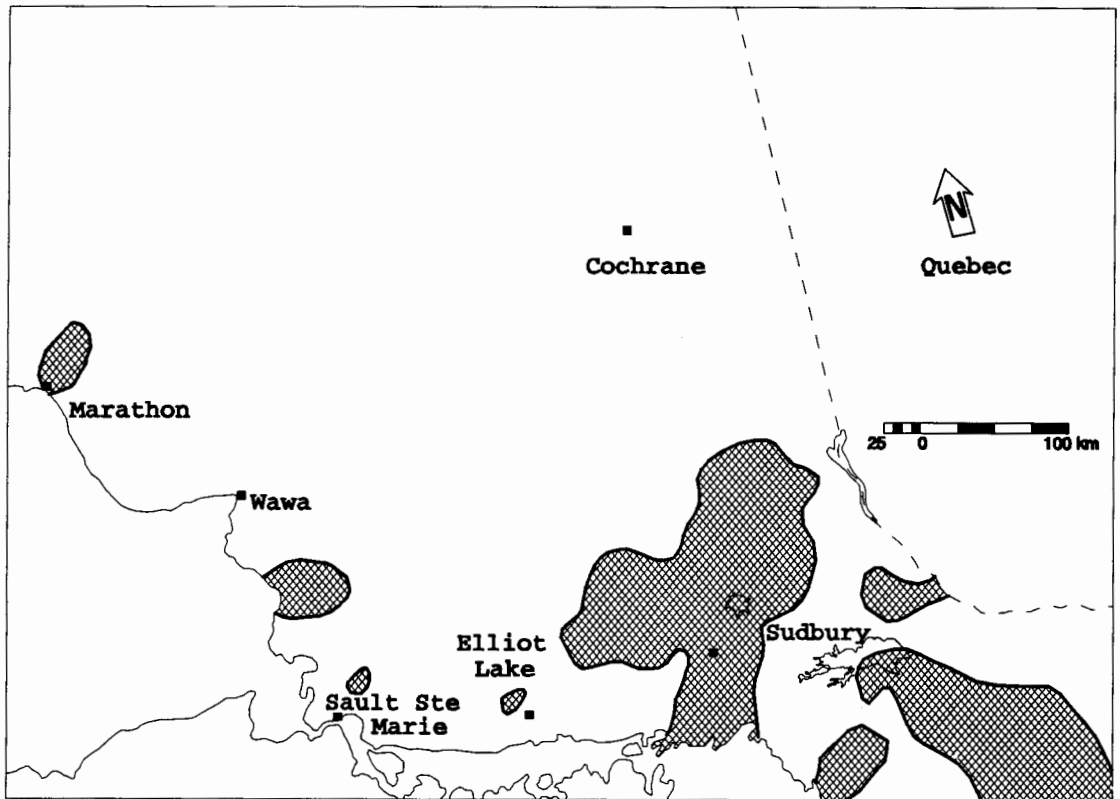 N
Cochrane
Quebec
Marathon
25 0 100 km
Wawa
Sudbury
Elliot
Lake
Sault Ste
Marie